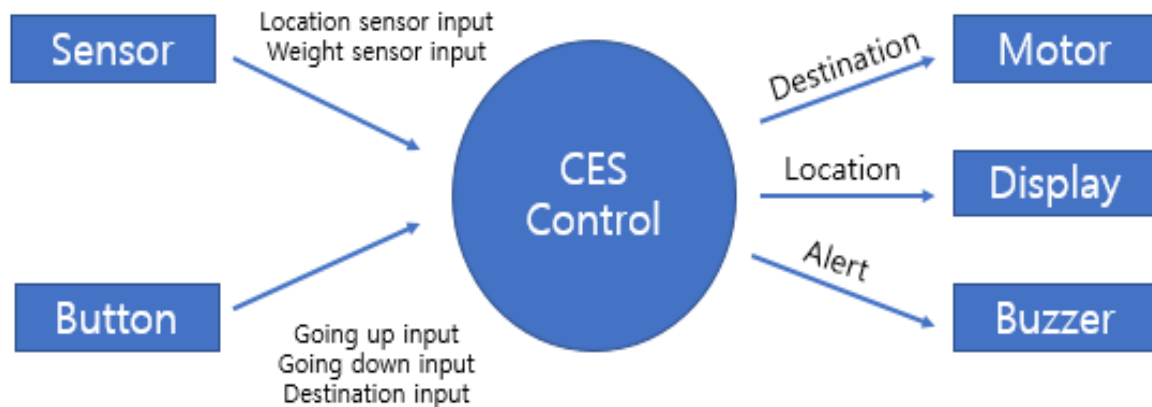 Sensor
Location sensor input
Weight sensor input
Button
Going up input
Going down input
Destination input
CES
Control
Destination
Motor
Location
Display
Alert
Buzzer